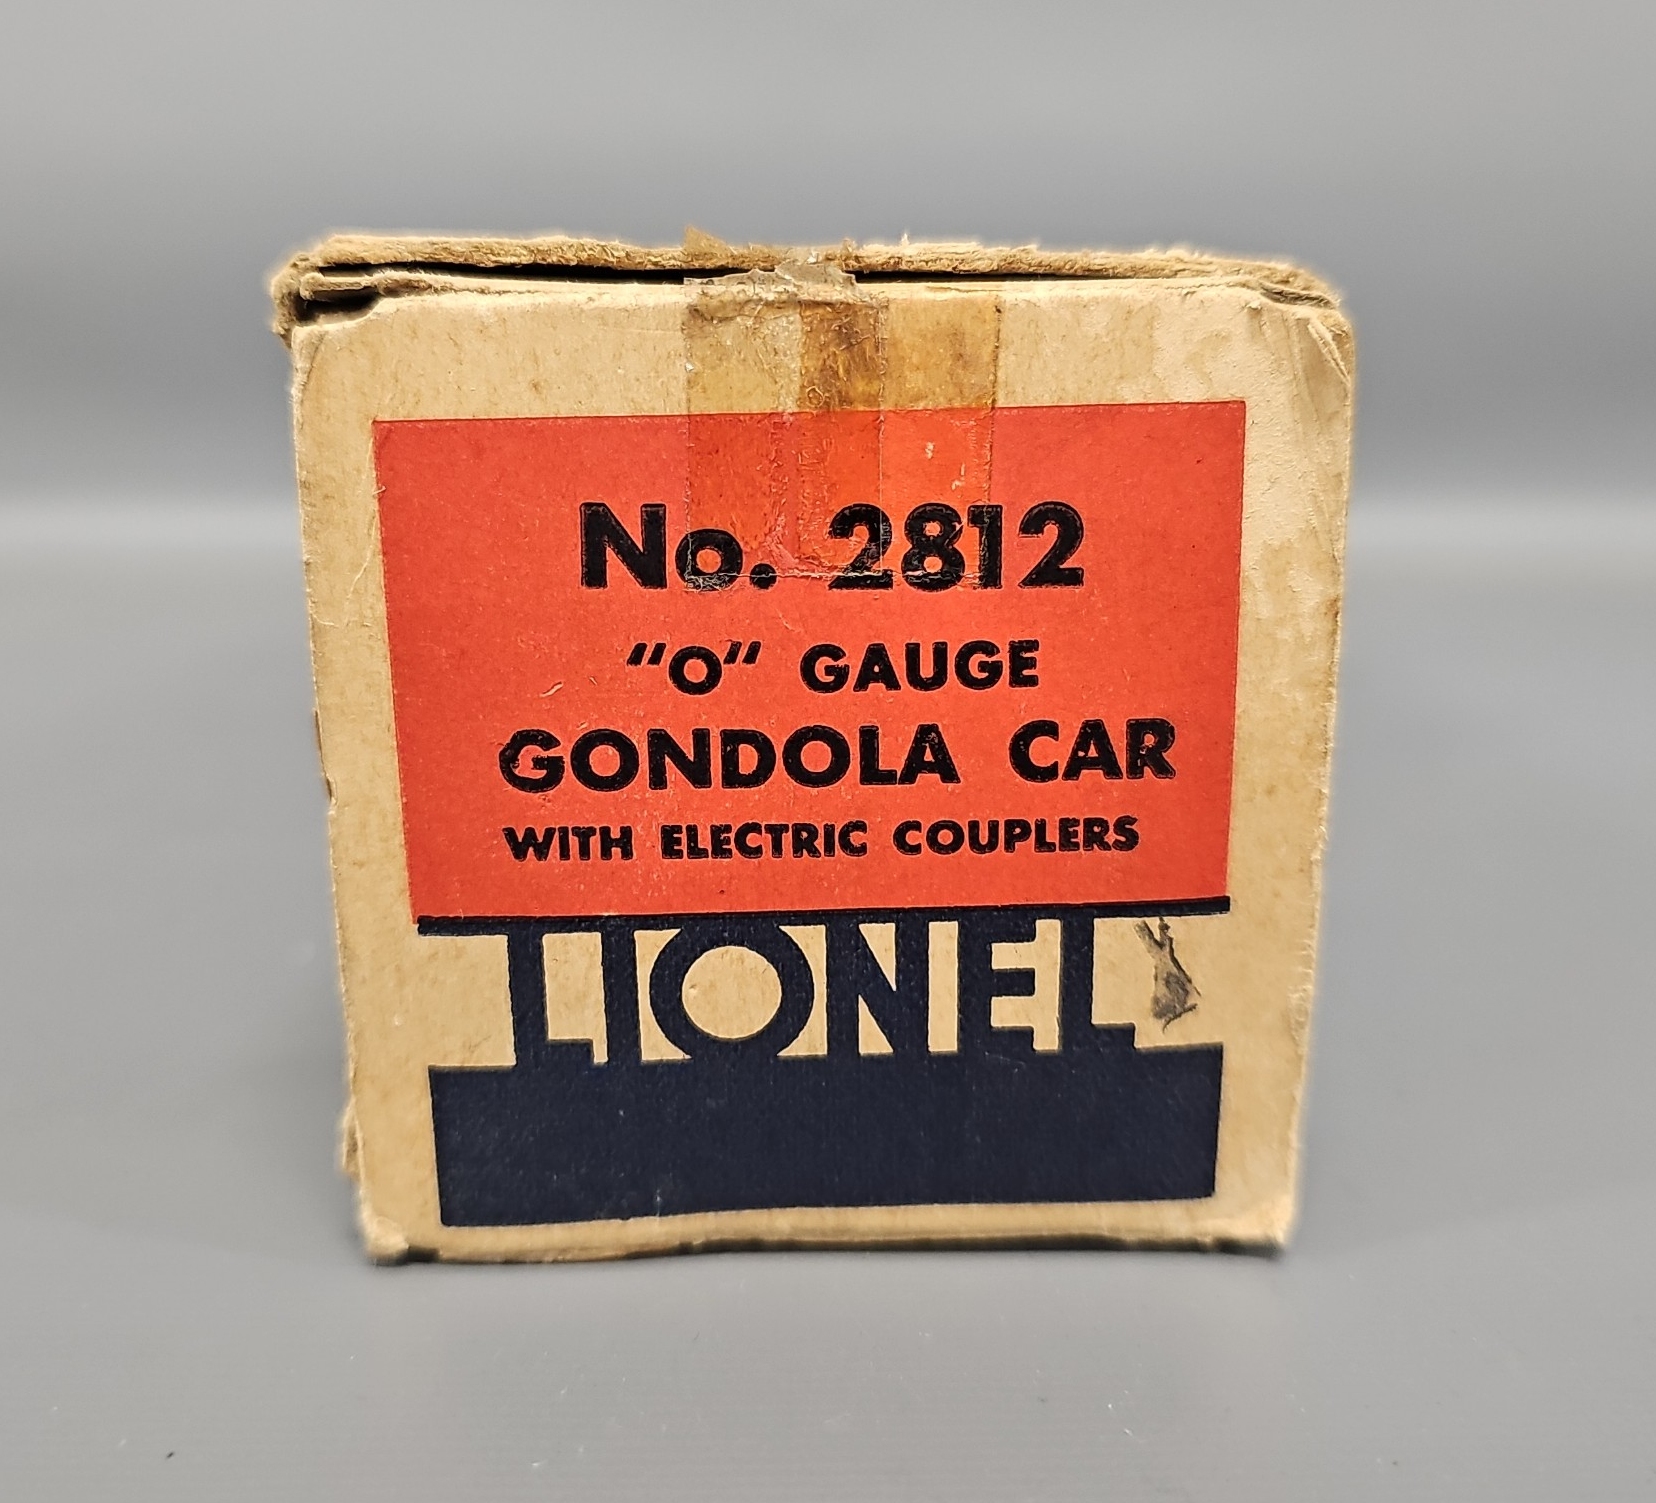 No. 2812
"O" GAUGE
GONDOLA CAR
WITH ELECTRIC COUPLERS
LIONEL